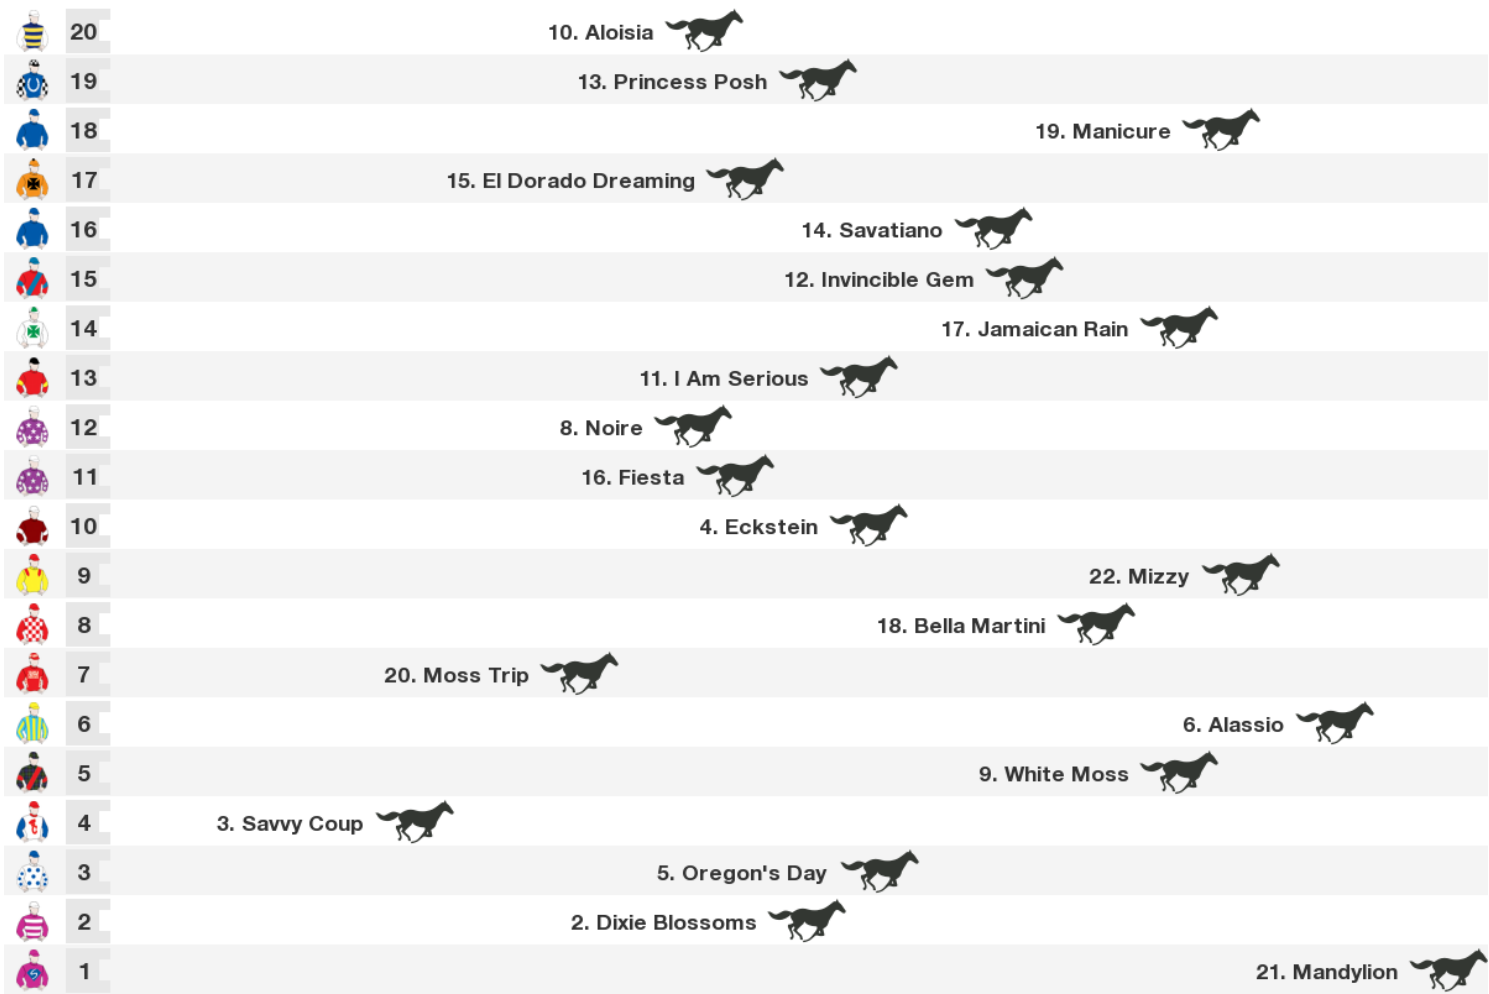 20 10. Aloisia
19 13. Princess Posh
18 19. Manicure
17 15. El Dorado Dreaming
16 14. Savatiano
15 12. Invincible Gem
14 17. Jamaican Rain
13 11. I Am Serious
12 8. Noire
11 16. Fiesta
10 4. Eckstein
9 22. Mizzy
8 18. Bella Martini
7 20. Moss Trip
6 6. Alassio
5 9. White Moss
4 3. Savvy Coup
3 5. Oregon's Day
2 2. Dixie Blossoms
1 21. Mandylion